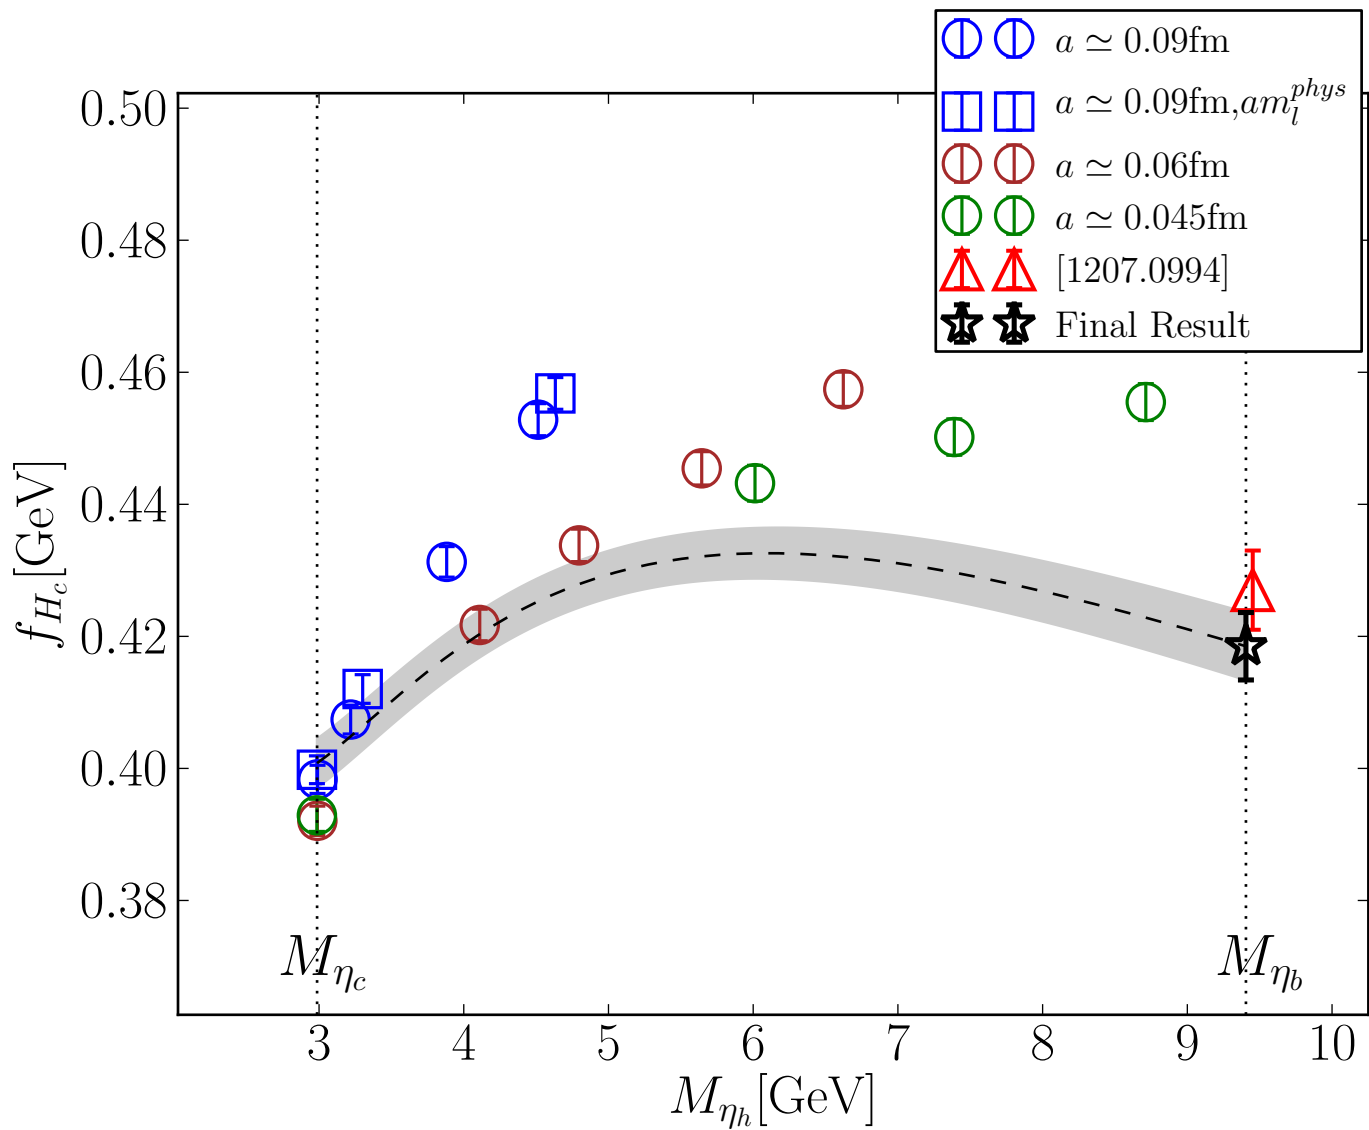 a ≃ 0.09fm
a ≃ 0.09fm,am_l^{phys}
a ≃ 0.06fm
a ≃ 0.045fm
[1207.0994]
Final Result
0.50
0.48
0.46
0.44
0.42
0.40
0.38
f_{H_c}[GeV]
M_{η_c}
M_{η_b}
3 4 5 6 7 8 9 10
M_{η_h}[GeV]